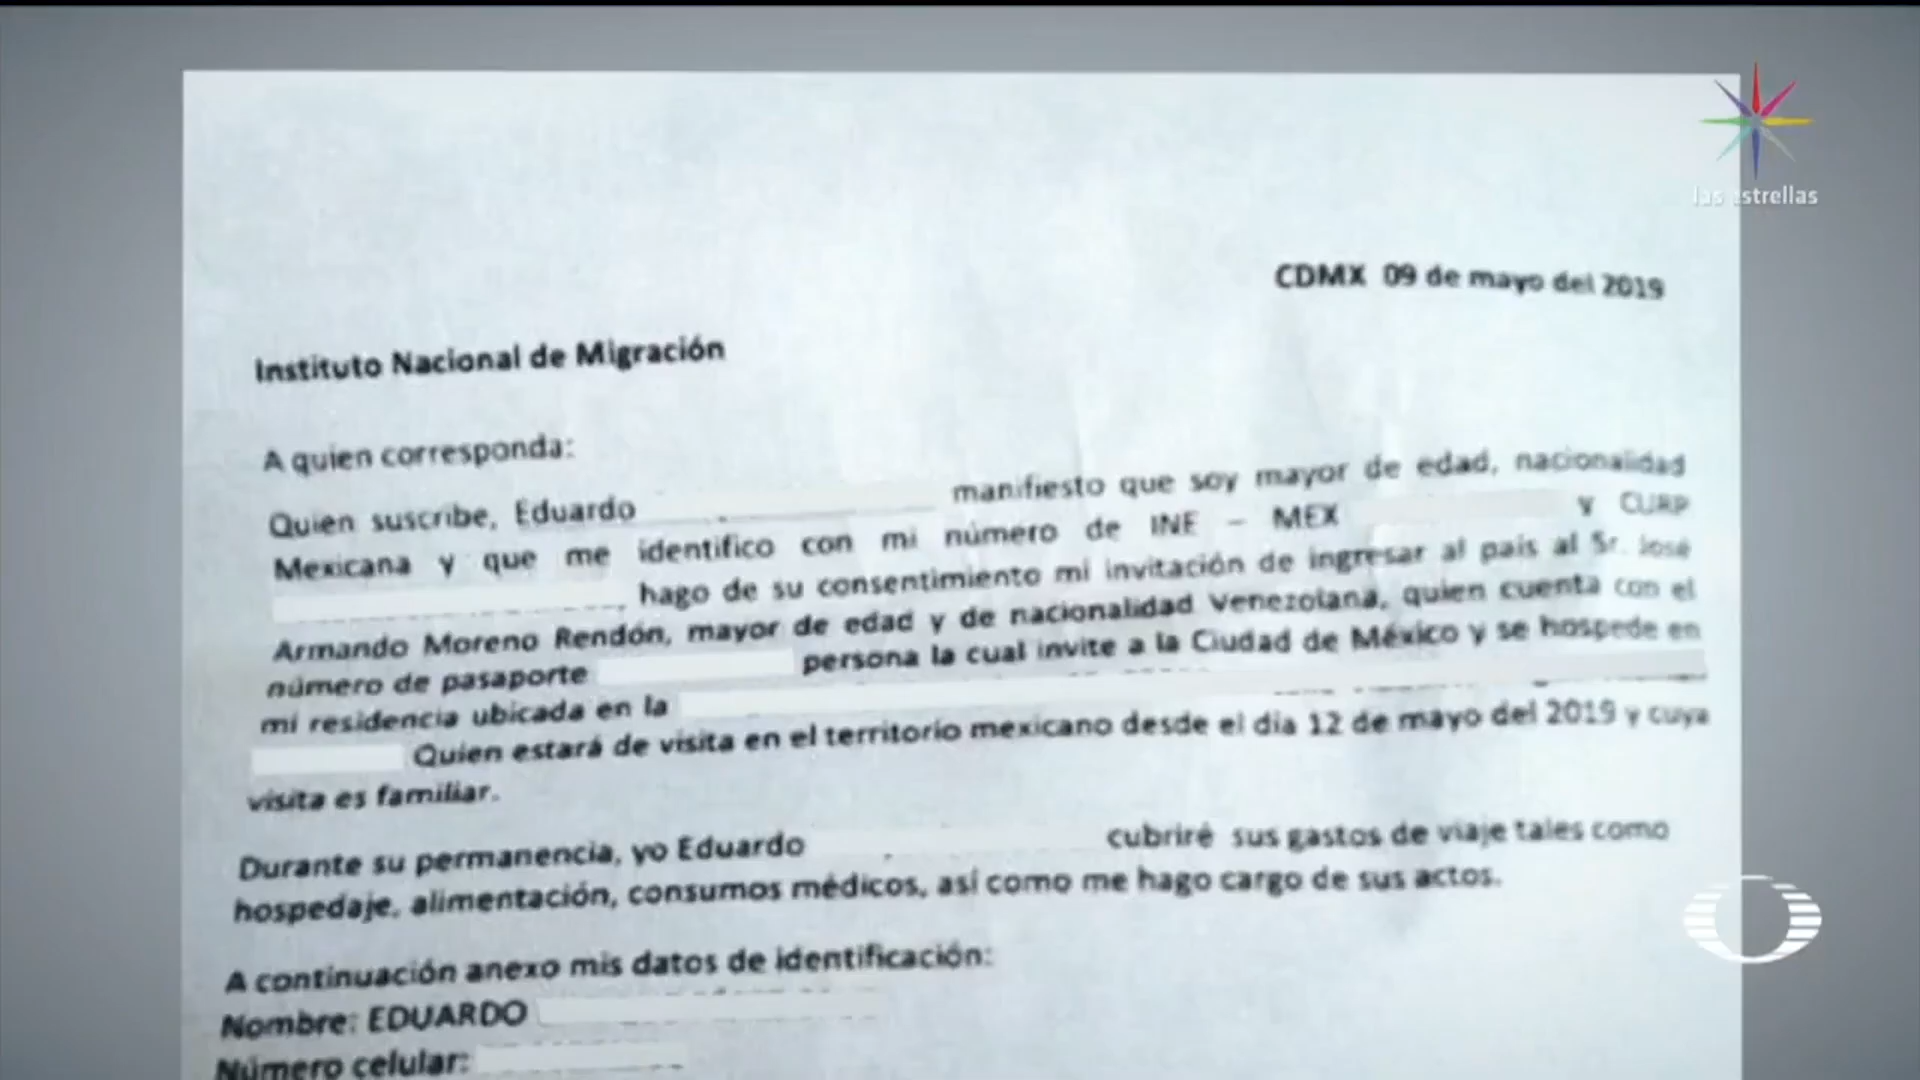 las estrellas
CDMX 09 de mayo del 2019
Instituto Nacional de Migración
A quien corresponda:
Quien suscribe, Eduardo manifiesto que soy mayor de edad, nacionalidad
Mexicana y que me identifico con mi número de INE - MEX y CURP
, hago de su consentimiento mi invitación de ingresar al país al Sr. José
Armando Moreno Rendón, mayor de edad y de nacionalidad Venezolana, quien cuenta con el
número de pasaporte persona la cual invite a la Ciudad de México y se hospede en
mi residencia ubicada en la
Quien estará de visita en el territorio mexicano desde el día 12 de mayo del 2019 y cuya
visita es familiar.
Durante su permanencia, yo Eduardo cubriré sus gastos de viaje tales como
hospedaje, alimentación, consumos médicos, así como me hago cargo de sus actos.
A continuación anexo mis datos de identificación:
Nombre: EDUARDO
Número celular: